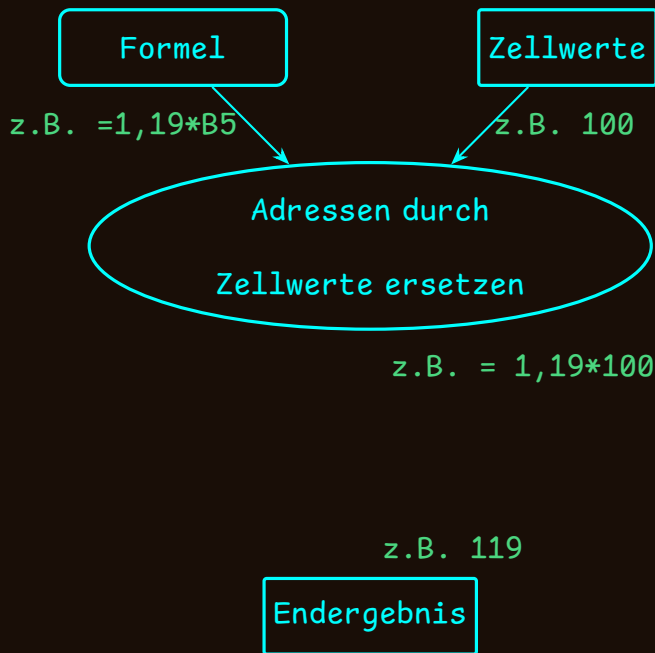 Formel
Zellwerte
z.B. =1,19*B5
z.B. 100
Adressen durch
Zellwerte ersetzen
z.B. = 1,19*100
z.B. 119
Endergebnis